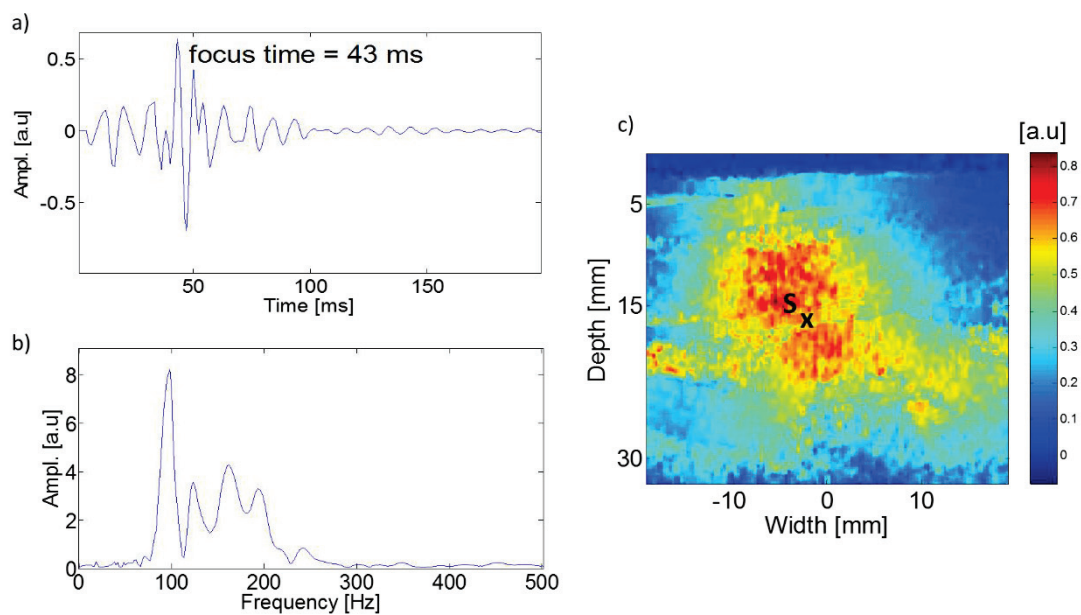 a)
0.5
0
-0.5
Ampl. [a.u]
focus time = 43 ms
50
100
150
Time [ms]
b)
8
6
4
2
0
Ampl. [a.u]
0
100
200
300
400
500
Frequency [Hz]
c)
[a.u]
5
15
30
Depth [mm]
S
x
-10
0
10
Width [mm]
0.8
0.7
0.6
0.5
0.4
0.3
0.2
0.1
0